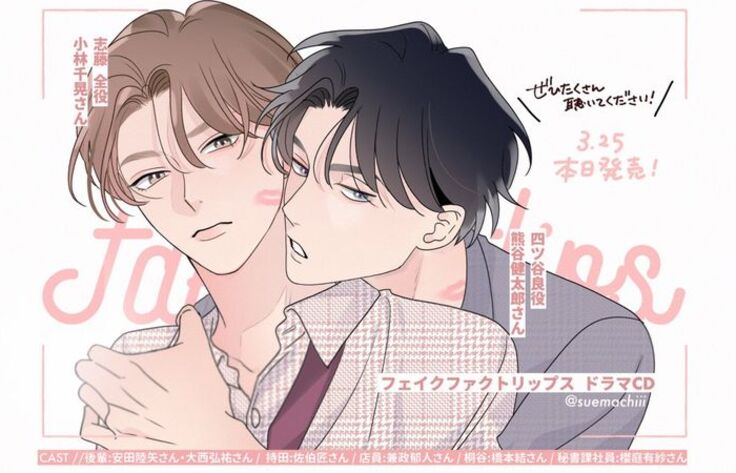 志藤 全役
小林千晃さん
ぜひたくさん
聴いてください!
3.25
本日発売!
四ツ谷良役
熊谷健太郎さん
フェイクファクトリップス ドラマCD
@suemachiii
CAST //後輩:安田陸矢さん・大西弘祐さん / 持田:佐伯匠さん / 店員:兼政郁人さん / 桐谷:橋本結さん / 秘書課社員:櫻庭有紗さん